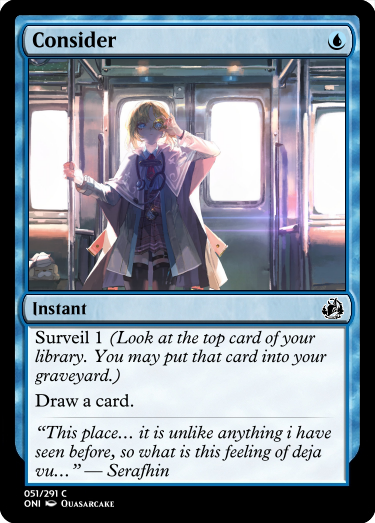 Consider
Instant
Surveil 1 (Look at the top card of your
library. You may put that card into your
graveyard.)
Draw a card.
“This place... it is unlike anything i have
seen before, so what is this feeling of deja
vu...” — Serafhin
051/291 C
ONI Quasarcake